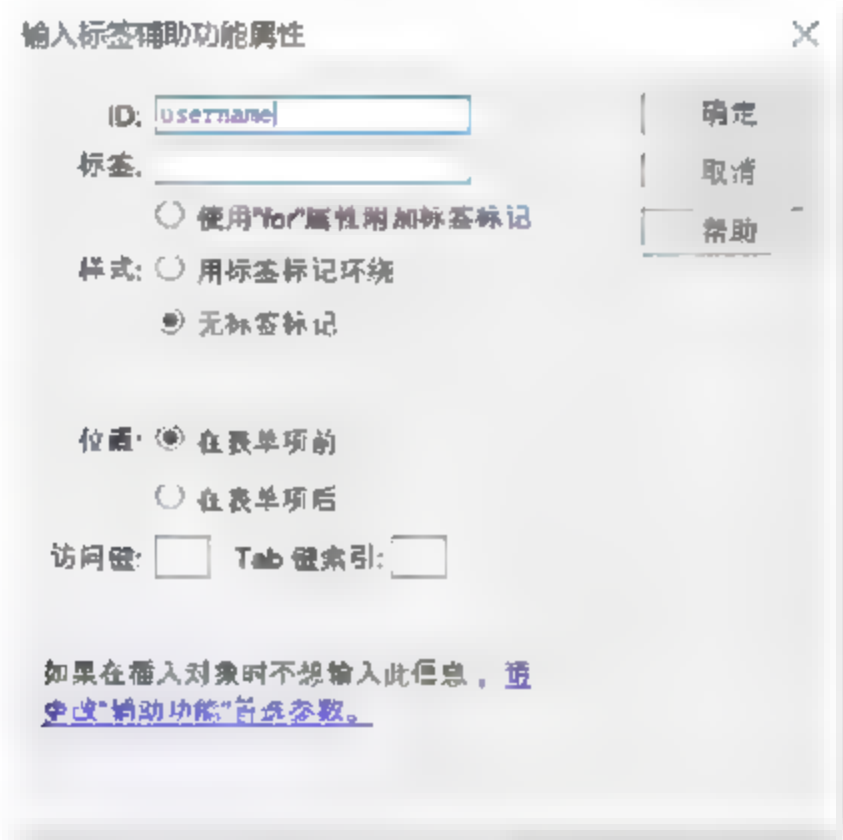 输入标签辅助功能属性
ID: username 确定
标签: 取消
使用"for"属性附加标签标记 帮助
样式: 用标签标记环绕
无标签标记
位置: 在表单项前
在表单项后
访问键: Tab 键索引:
如果在插入对象时不想输入此信息，请
更改"辅助功能"首选参数。